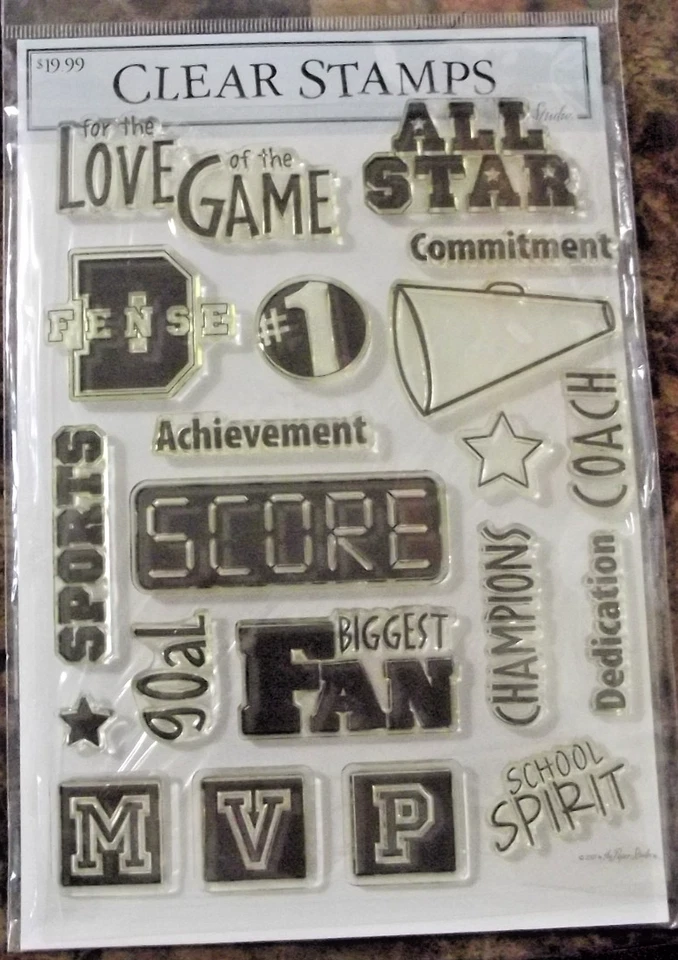 $19.99
CLEAR STAMPS
Studio
for the
LOVE
of the
GAME
ALL
STAR
Commitment
D
FENSE
#1
Achievement
COACH
SPORTS
SCORE
CHAMPIONS
Dedication
goaL
BIGGEST
FAN
M V P
SCHOOL
SPIRIT